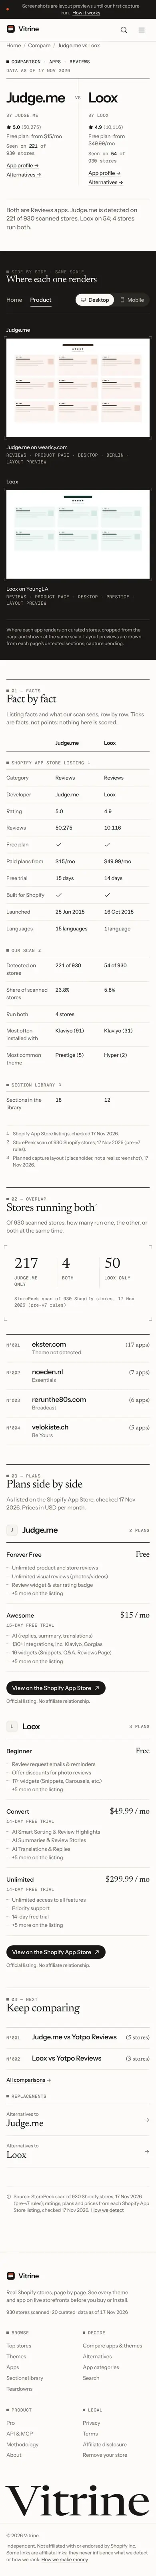 Screenshots are layout previews until our first capture
run. How it works
Vitrine
Home / Compare / Judge.me vs Loox
COMPARISON · APPS · REVIEWS
DATA AS OF 17 NOV 2026
Judge.me
vs
Loox
BY JUDGE.ME
BY LOOX
5.0 (50,275)
4.9 (10,116)
Free plan · from $15/mo
Free plan · from
$49.99/mo
Seen on 221 of
930 stores
Seen on 54 of
930 stores
App profile →
Alternatives →
App profile →
Alternatives →
Both are Reviews apps. Judge.me is detected on
221 of 930 scanned stores, Loox on 54; 4 stores
run both.
SIDE BY SIDE · SAME SEALS
Where each one renders
Home
Product
Desktop
Mobile
Judge.me
Judge.me on wearicy.com
REVIEWS · PRODUCT PAGE · DESKTOP · BERLIN ·
LAYOUT PREVIEW
Loox
Loox on YoungLA
REVIEWS · PRODUCT PAGE · DESKTOP · PRESTIGE ·
LAYOUT PREVIEW
Where each app renders on curated stores, cropped from the
page and shown at the same scale. Layout previews are drawn
from each page's detected sections; capture pending.
01 — FACTS
Fact by fact
Listing facts and what our scan sees, row by row. Ticks
are facts, not points: nothing here is scored.
Judge.me
Loox
SHOPIFY APP STORE LISTING 1
Category
Reviews
Reviews
Developer
Judge.me
Loox
Rating
5.0
4.9
Reviews
50,275
10,116
Free plan
Paid plans from
$15/mo
$49.99/mo
Free trial
15 days
14 days
Built for Shopify
Launched
25 Jun 2015
16 Oct 2015
Languages
15 languages
1 language
OUR SCAN 2
Detected on
stores
221 of 930
54 of 930
Share of scanned
stores
23.8%
5.8%
Run both
4 stores
Most often
installed with
Klaviyo (91)
Klaviyo (31)
Most common
theme
Prestige (5)
Hyper (2)
SECTION LIBRARY 3
Sections in the
library
18
12
1 Shopify App Store listings, checked 17 Nov 2026.
2 StorePeek scan of 930 Shopify stores, 17 Nov 2026 (pre-v7
rules).
3 Planned capture layout (placeholder, not a real screenshot), 17
Nov 2026.
02 — OVERLAP
Stores running both
Of 930 scanned stores, how many run one, the other, or
both at the same time.
217
4
50
JUDGE.ME
ONLY
BOTH
LOOX ONLY
StorePeek scan of 930 Shopify stores, 17 Nov
2026 (pre-v7 rules)
N°001
ekster.com
(17 apps)
Theme not detected
N°002
noeden.nl
(7 apps)
Essentials
N°003
rerunthe80s.com
(6 apps)
Broadcast
N°004
velokiste.ch
(5 apps)
Be Yours
03 — PLANS
Plans side by side
As listed on the Shopify App Store, checked 17 Nov
2026. Prices in USD per month.
J
Judge.me
2 PLANS
Forever Free
Free
Unlimited product and store reviews
Unlimited visual reviews (photos/videos)
Review widget & star rating badge
+5 more on the listing
Awesome
$15 / mo
15-DAY FREE TRIAL
AI (replies, summary, translations)
130+ integrations, inc. Klaviyo, Gorgias
16 widgets (Snippets, Q&A, Reviews Page)
+5 more on the listing
View on the Shopify App Store ↗
Official listing. No affiliate relationship.
L
Loox
3 PLANS
Beginner
Free
Review request emails & reminders
Offer discounts for photo reviews
17+ widgets (Snippets, Carousels, etc.)
+5 more on the listing
Convert
$49.99 / mo
14-DAY FREE TRIAL
AI Smart Sorting & Review Highlights
AI Summaries & Review Stories
AI Translations & Replies
+5 more on the listing
Unlimited
$299.99 / mo
14-DAY FREE TRIAL
Unlimited access to all features
Priority support
14-day free trial
+5 more on the listing
View on the Shopify App Store ↗
Official listing. No affiliate relationship.
04 — NEXT
Keep comparing
N°001
Judge.me vs Yotpo Reviews
(5 stores)
N°002
Loox vs Yotpo Reviews
(3 stores)
All comparisons →
REPLACEMENTS
Alternatives to
Judge.me
→
Alternatives to
Loox
→
Source: StorePeek scan of 930 Shopify stores, 17 Nov 2026
(pre-v7 rules); ratings, plans and prices from each Shopify App
Store listing, checked 17 Nov 2026. How we detect
Vitrine
Real Shopify stores, page by page. See every theme
and app on live storefronts before you buy or install.
930 stores scanned · 26 curated · data as of 17 Nov 2026
BROWSE
DECIDE
Top stores
Compare apps & themes
Themes
Alternatives
Apps
App categories
Sections library
Search
Teardowns
PRODUCT
LEGAL
Pro
Privacy
API & MCP
Terms
Methodology
Affiliate disclosure
About
Remove your store
Vitrine
© 2026 Vitrine
Independent. Not affiliated with or endorsed by Shopify Inc.
Some links are affiliate links; they never influence what we detect
or how we rank. How we make money